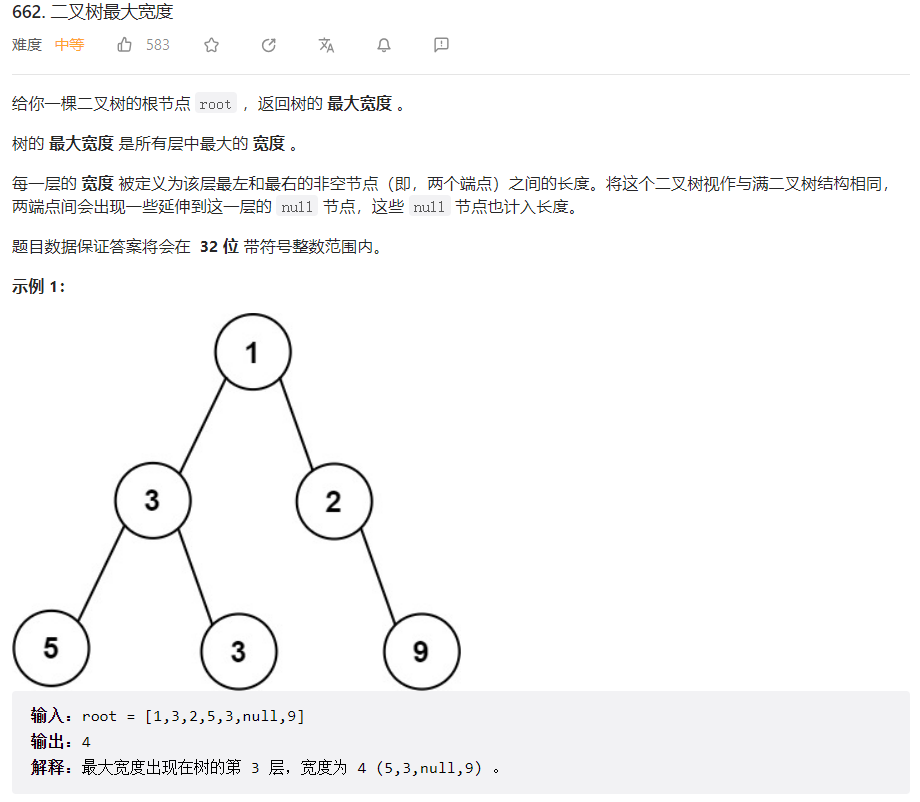 662. 二叉树最大宽度
难度 中等 583
给你一棵二叉树的根节点 root ，返回树的 最大宽度 。
树的 最大宽度 是所有层中最大的 宽度 。
每一层的 宽度 被定义为该层最左和最右的非空节点（即，两个端点）之间的长度。将这个二叉树视作与满二叉树结构相同，
两端点间会出现一些延伸到这一层的 null 节点，这些 null 节点也计入长度。
题目数据保证答案将会在 32 位 带符号整数范围内。
示例 1：
1
3 2
5 3 9
输入：root = [1,3,2,5,3,null,9]
输出：4
解释：最大宽度出现在树的第 3 层，宽度为 4 (5,3,null,9) 。